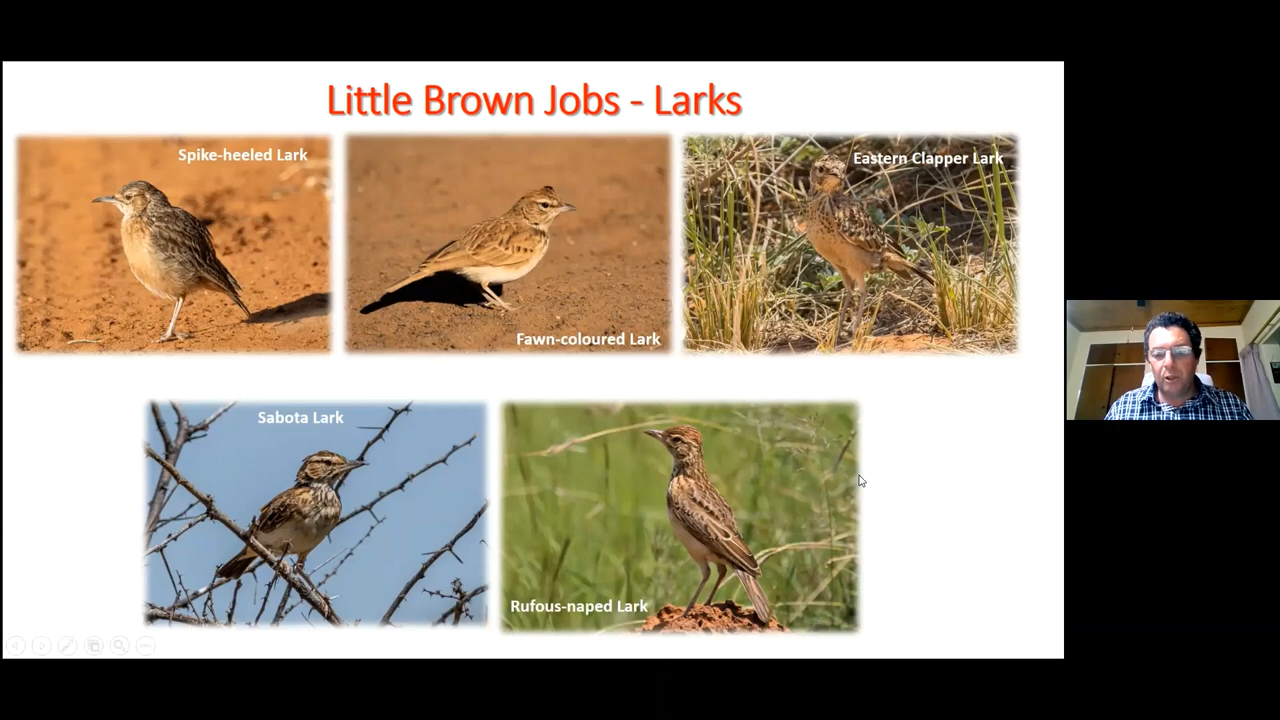 Little Brown Jobs - Larks
Spike-heeled Lark
Fawn-coloured Lark
Eastern Clapper Lark
Sabota Lark
Rufous-naped Lark